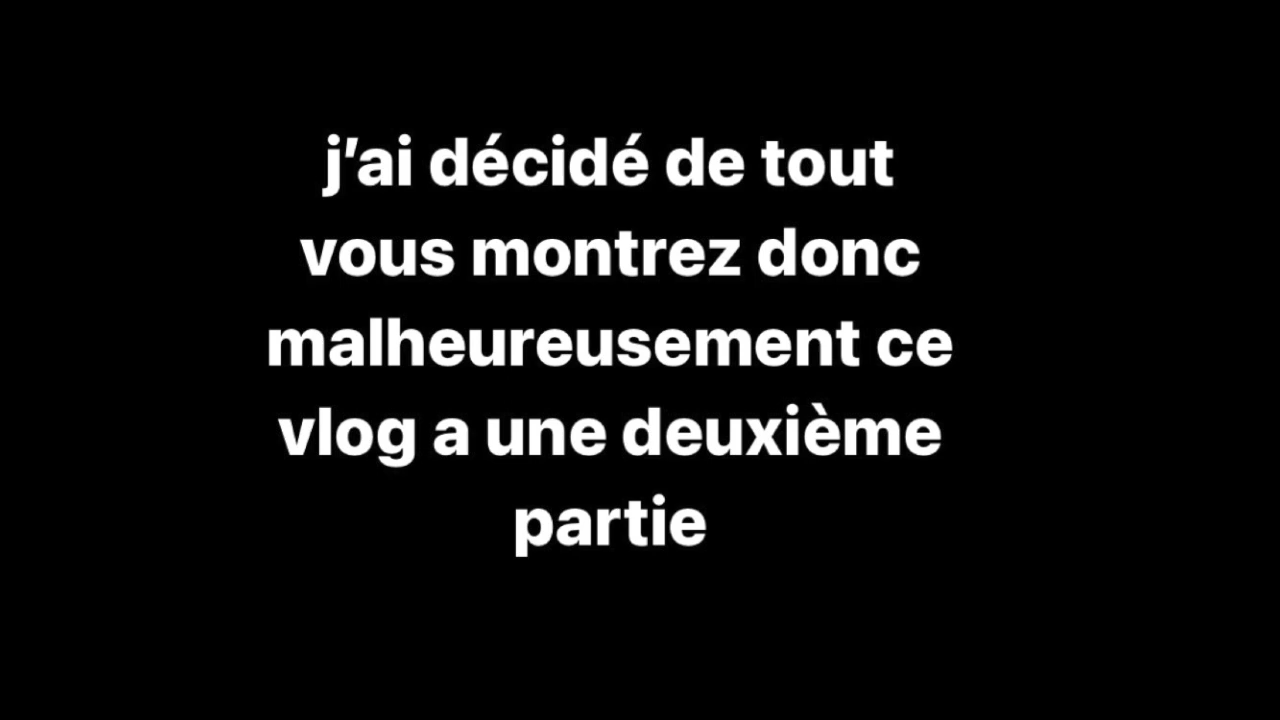 j’ai décidé de tout
vous montrez donc
malheureusement ce
vlog a une deuxième
partie